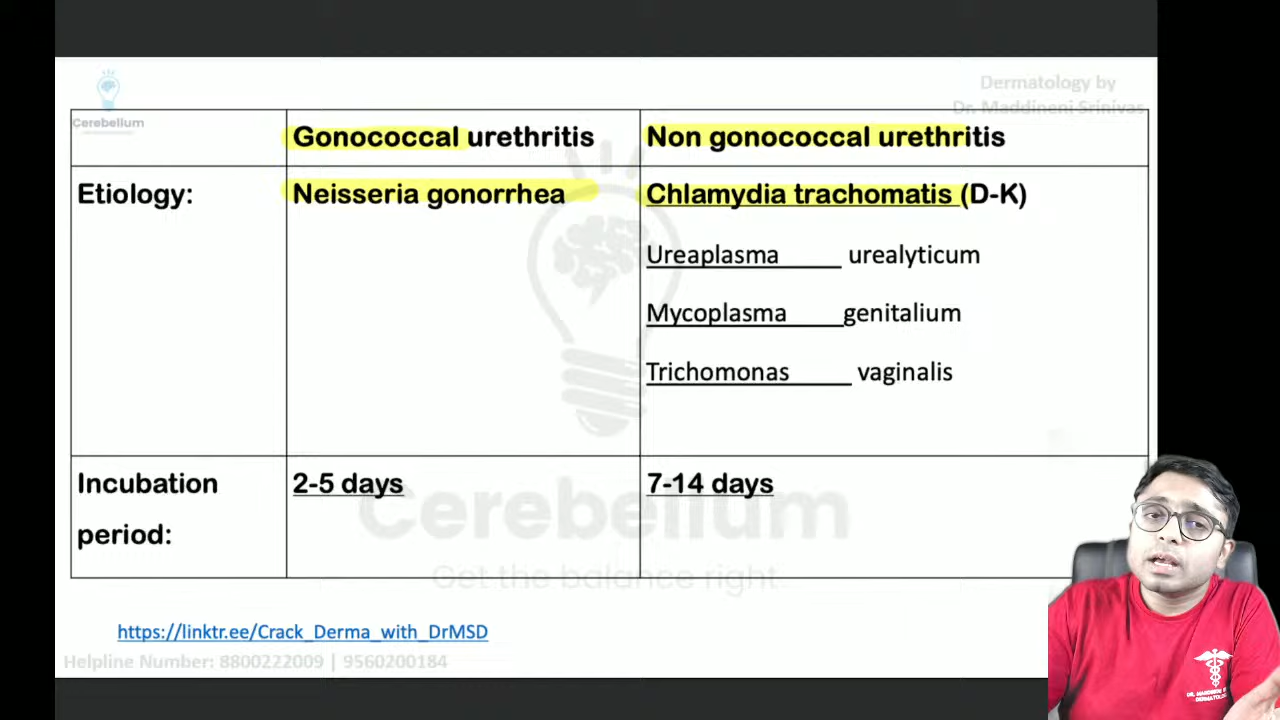 Dermatology by
Dr. Maddineni Srinivas
Cerebellum
Gonococcal urethritis
Non gonococcal urethritis
Etiology:
Neisseria gonorrhea
Chlamydia trachomatis (D-K)
Ureaplasma urealyticum
Mycoplasma genitalium
Trichomonas vaginalis
Incubation
period:
2-5 days
7-14 days
Cerebellum
Get the balance right.
https://linktr.ee/Crack_Derma_with_DrMSD
Helpline Number: 8800222009 | 9560200184